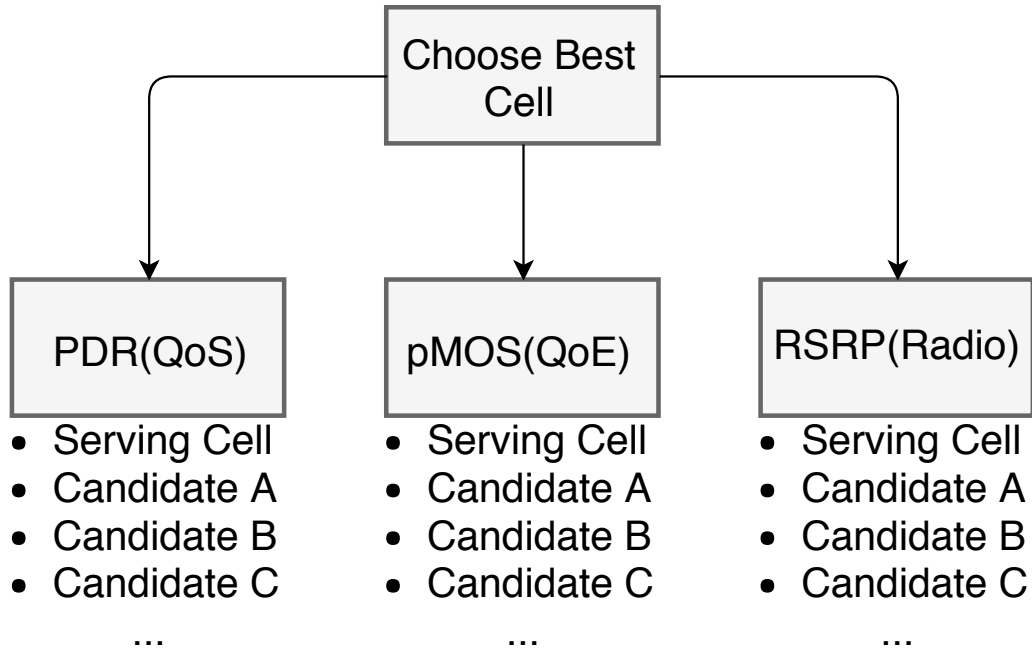 Choose Best
Cell
PDR(QoS)
• Serving Cell
• Candidate A
• Candidate B
• Candidate C
...
pMOS(QoE)
• Serving Cell
• Candidate A
• Candidate B
• Candidate C
...
RSRP(Radio)
• Serving Cell
• Candidate A
• Candidate B
• Candidate C
...